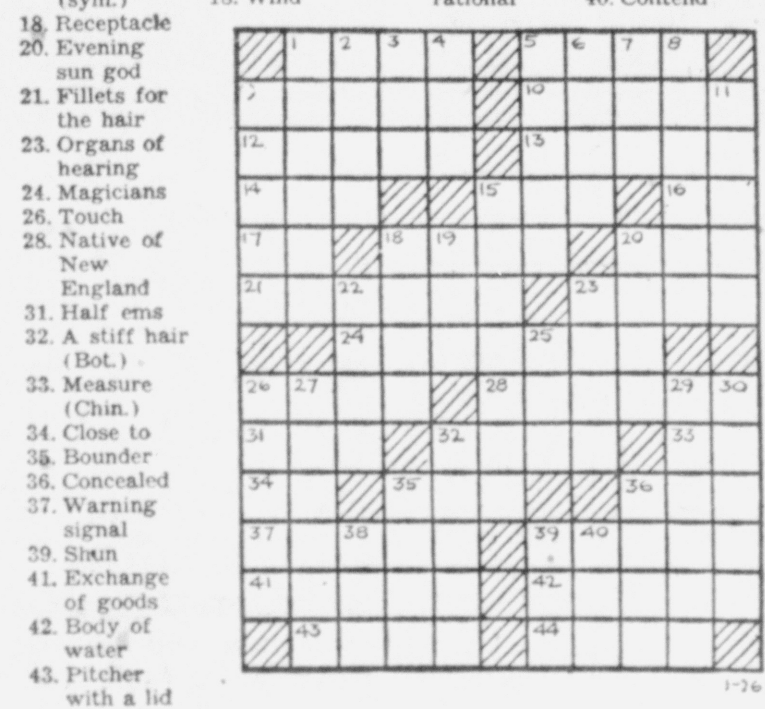 (sym.)
18. Wind
rational
40. Contend
18. Receptacle
20. Evening
sun god
21. Fillets for
the hair
23. Organs of
hearing
24. Magicians
26. Touch
28. Native of
New
England
31. Half ems
32. A stiff hair
(Bot.)
33. Measure
(Chin.)
34. Close to
35. Bounder
36. Concealed
37. Warning
signal
39. Shun
41. Exchange
of goods
42. Body of
water
43. Pitcher
with a lid
1 2 3 4 5 6 7 8
10 11
12 13
14 15 16
17 18 19 20
21 22 23
24 25
26 27 28 29 30
31 32 33
34 35 36
37 38 39 40
41 42
43 44
1-26